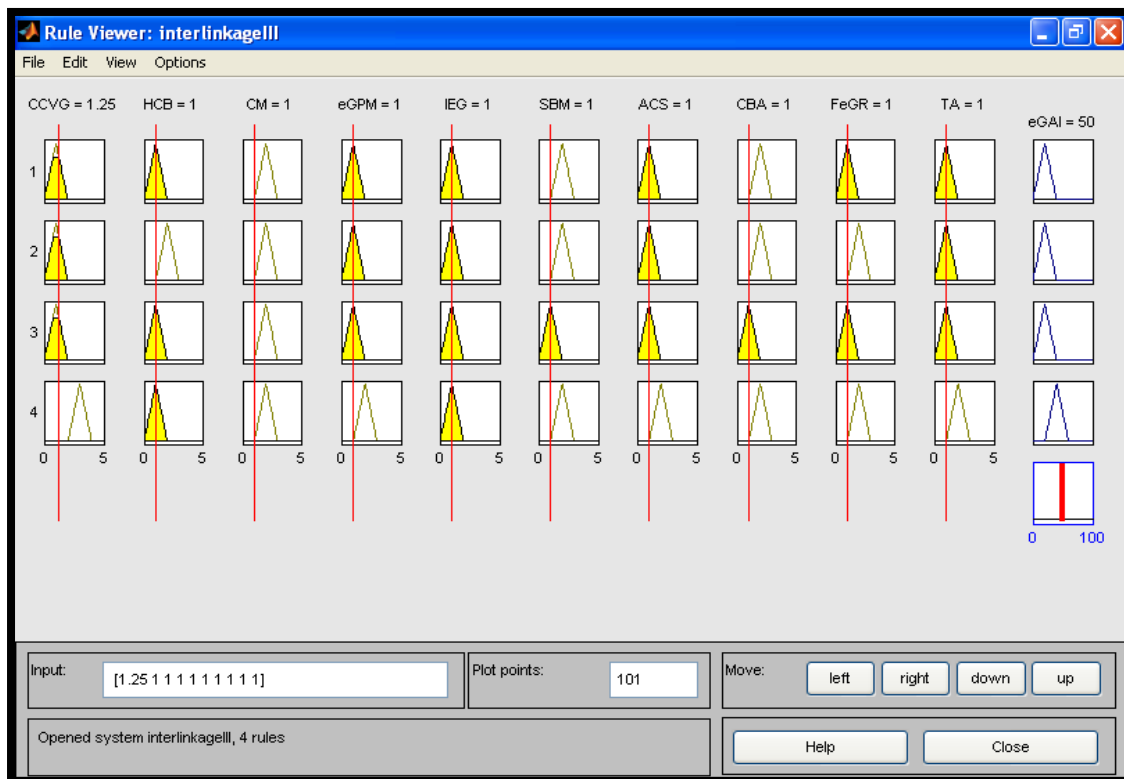 Rule Viewer: interlinkageIII
File Edit View Options
CCVG = 1.25 HCB = 1 CM = 1 eGPM = 1 IEG = 1 SBM = 1 ACS = 1 CBA = 1 FeGR = 1 TA = 1
eGAI = 50
1
2
3
4
0 5 0 5 0 5 0 5 0 5 0 5 0 5 0 5 0 5 0 5
0 100
Input: [1.25 1 1 1 1 1 1 1 1 1] Plot points: 101 Move: left right down up
Opened system interlinkageIII, 4 rules Help Close